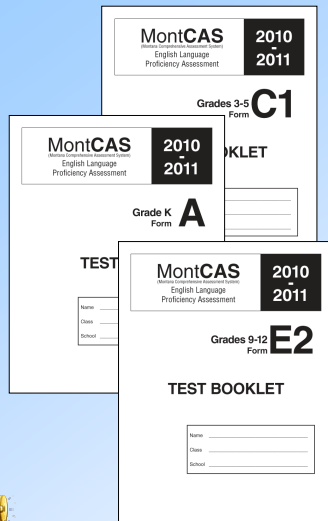 MontCAS
(Montana Comprehensive Assessment System)
English Language
Proficiency Assessment
2010
-
2011
Grades 3-5
Form C1
OKLET
MontCAS
(Montana Comprehensive Assessment System)
English Language
Proficiency Assessment
2010
-
2011
Grade K
Form A
TEST
Name
Class
School
MontCAS
(Montana Comprehensive Assessment System)
English Language
Proficiency Assessment
2010
-
2011
Grades 9-12
Form E2
TEST BOOKLET
Name
Class
School